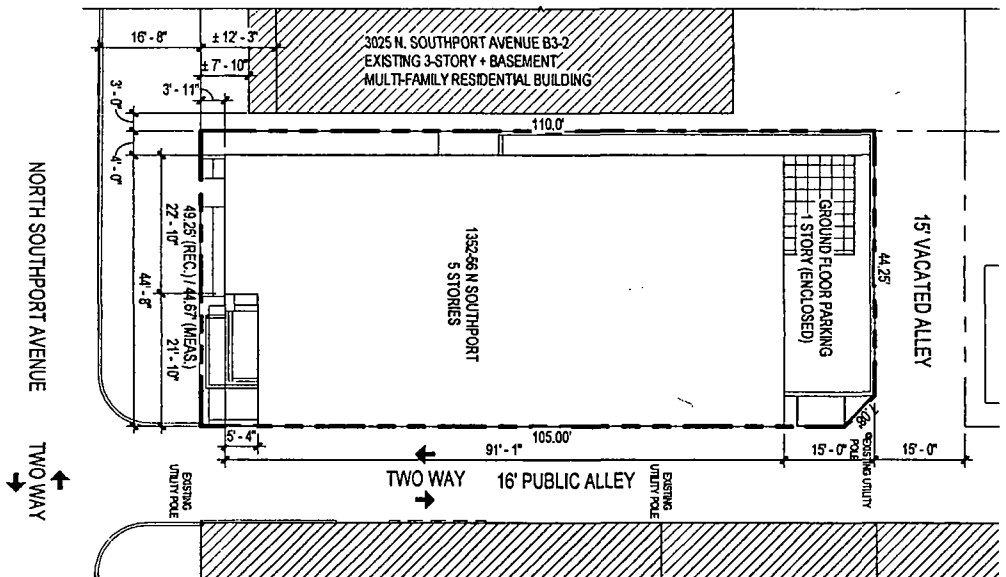 16' - 8"
± 12' - 3"
± 7' - 10"
3' - 11"
3' - 0"
4' - 0"
3025 N. SOUTHPORT AVENUE B3-2
EXISTING 3-STORY + BASEMENT
MULTI-FAMILY RESIDENTIAL BUILDING
110.0'
NORTH SOUTHPORT AVENUE
TWO WAY
44' - 8"
22' - 10"
21' - 10"
49.25' (REC.) / 44.67' (MEAS.)
1352-56 N SOUTHPORT
5 STORIES
GROUND FLOOR PARKING
1 STORY (ENCLOSED)
44.25'
15' VACATED ALLEY
5' - 4"
105.00'
91' - 1"
15' - 0"
15' - 0"
TWO WAY
16' PUBLIC ALLEY
EXISTING
UTILITY POLE
EXISTING
UTILITY POLE
EXISTING UTILITY
POLE